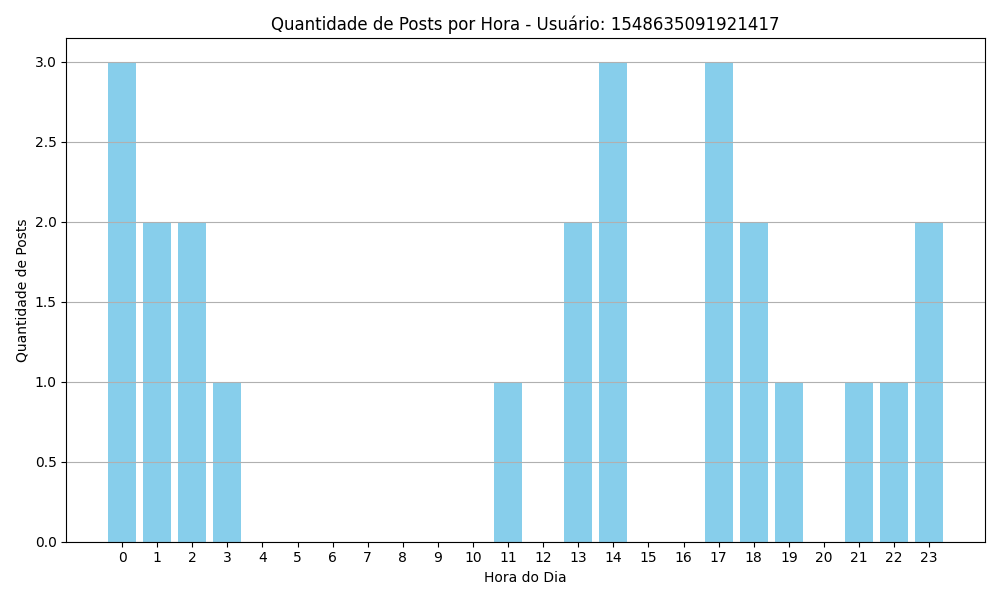 Quantidade de Posts por Hora - Usuário: 1548635091921417
3.0
2.5
2.0
1.5
1.0
0.5
0.0
Quantidade de Posts
0 1 2 3 4 5 6 7 8 9 10 11 12 13 14 15 16 17 18 19 20 21 22 23
Hora do Dia